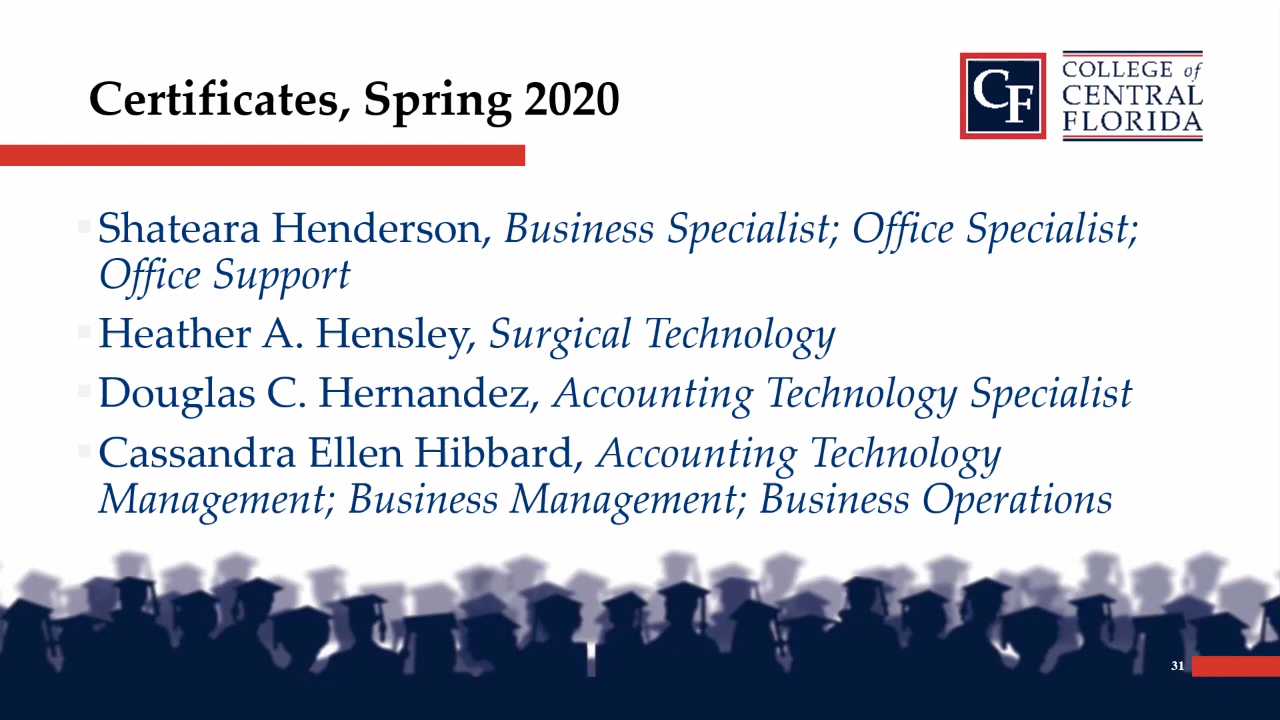 Certificates, Spring 2020
CF
COLLEGE of
CENTRAL
FLORIDA
Shateara Henderson, Business Specialist; Office Specialist;
Office Support
Heather A. Hensley, Surgical Technology
Douglas C. Hernandez, Accounting Technology Specialist
Cassandra Ellen Hibbard, Accounting Technology
Management; Business Management; Business Operations
31